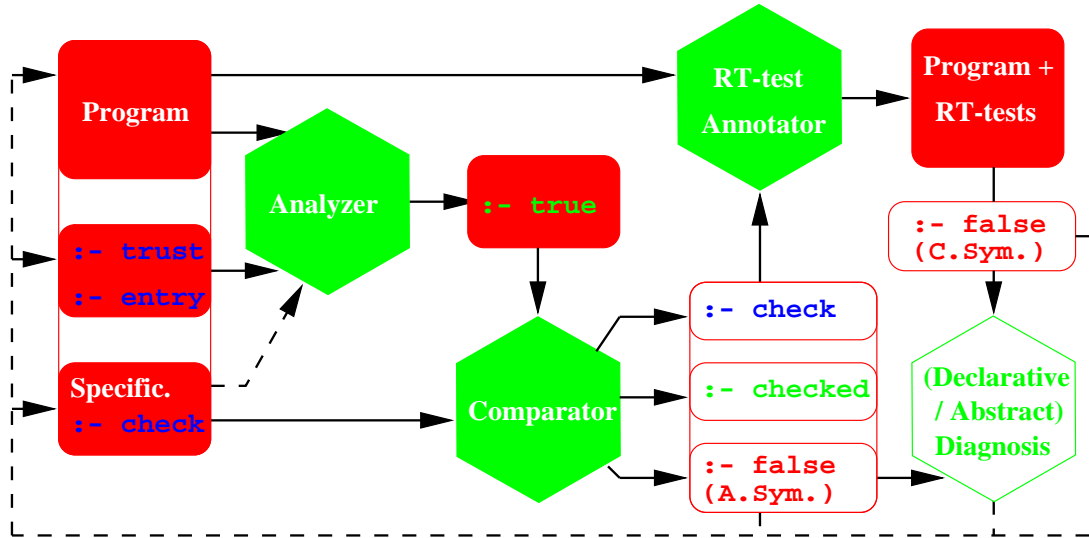 Program
:- trust
:- entry
Specific.
:- check
Analyzer
:- true
Comparator
RT-test
Annotator
:- check
:- checked
:- false
(A.Sym.)
Program +
RT-tests
:- false
(C.Sym.)
(Declarative
/ Abstract)
Diagnosis